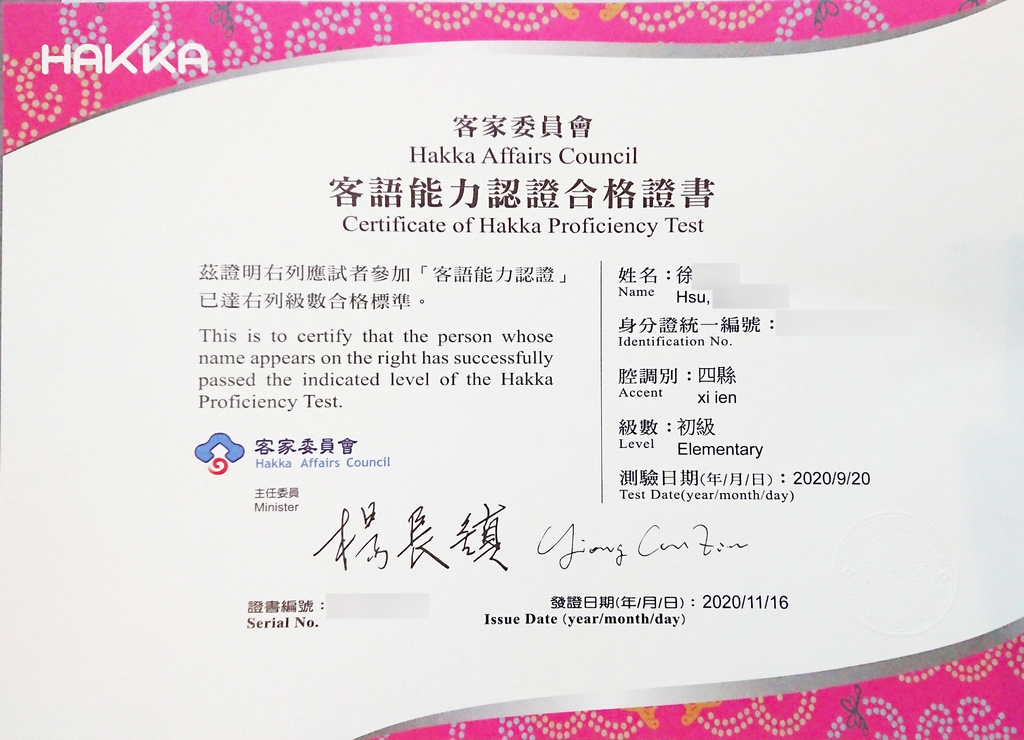 HAKKA
客家委員會
Hakka Affairs Council
客語能力認證合格證書
Certificate of Hakka Proficiency Test
茲證明右列應試者參加「客語能力認證」
已達右列級數合格標準。
This is to certify that the person whose
name appears on the right has successfully
passed the indicated level of the Hakka
Proficiency Test.
客家委員會
Hakka Affairs Council
主任委員
Minister
姓名：徐
Name Hsu,
身分證統一編號：
Identification No.
腔調別：四縣
Accent xi ien
級數：初級
Level Elementary
測驗日期(年/月/日)：2020/9/20
Test Date(year/month/day)
楊長鎮
證書編號：
Serial No.
發證日期(年/月/日)：2020/11/16
Issue Date (year/month/day)